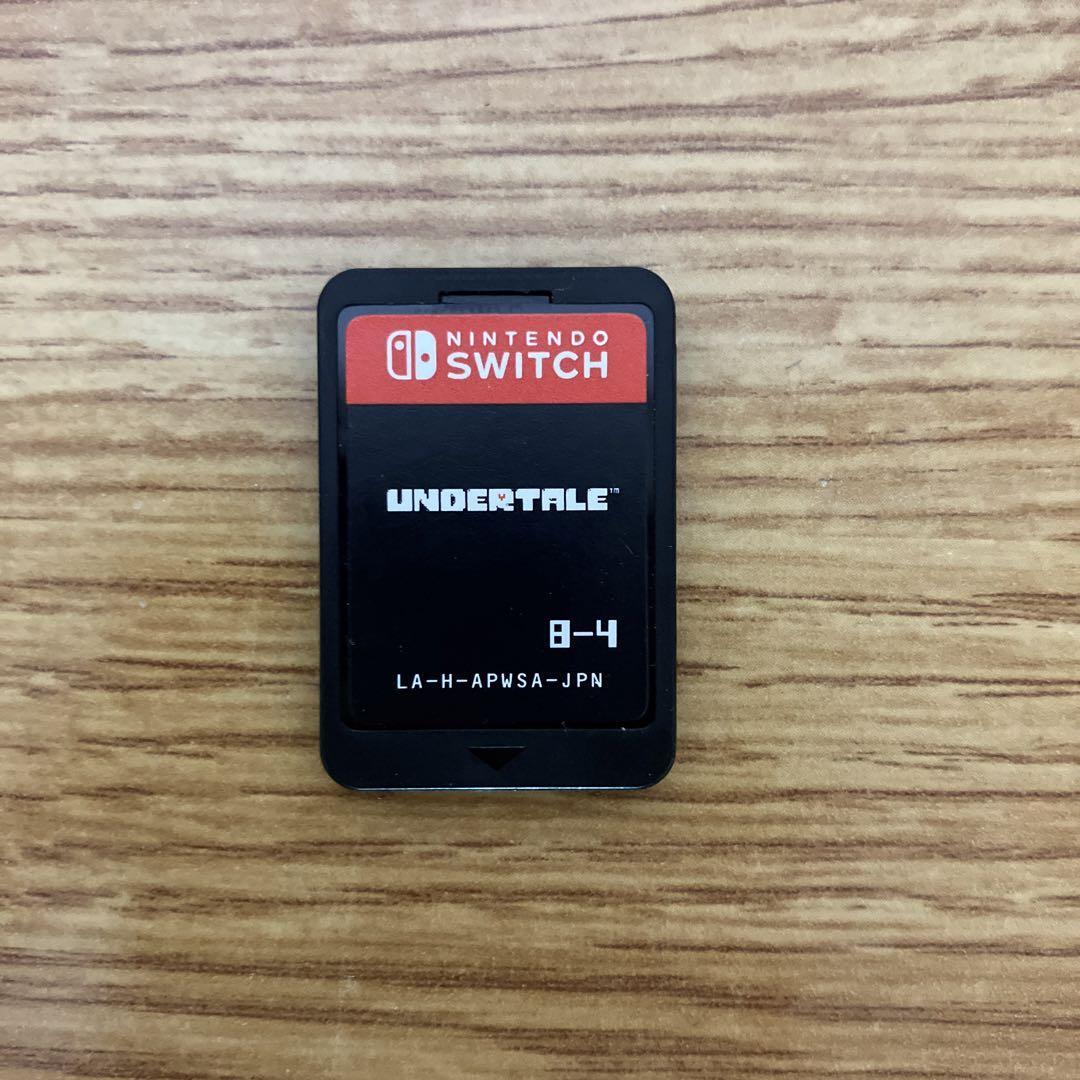 NINTENDO
SWITCH
UNDERTALE™
8-4
LA-H-APWSA-JPN